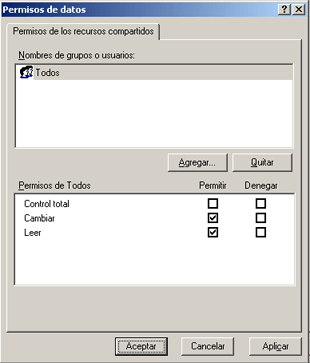 Permisos de datos
Permisos de los recursos compartidos
Nombres de grupos o usuarios:
Todos
Agregar...
Quitar
Permisos de Todos
Permitir
Denegar
Control total
Cambiar
Leer
Aceptar
Cancelar
Aplicar